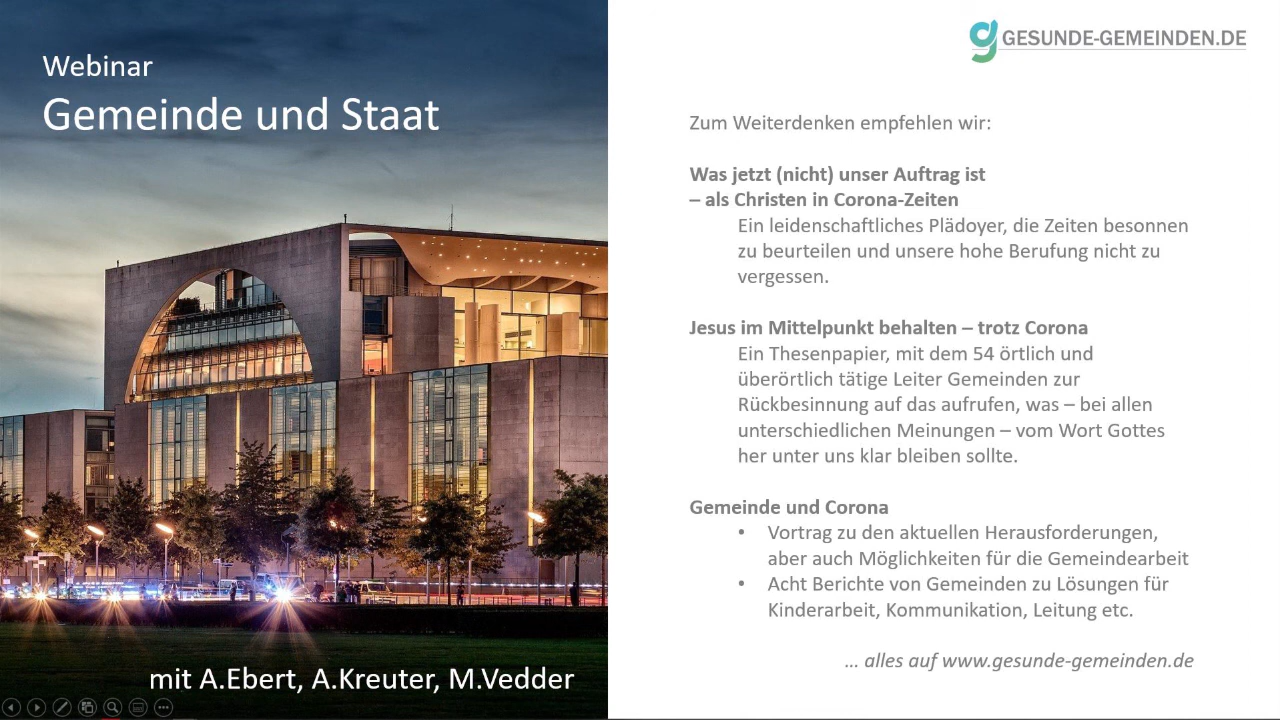 Webinar
Gemeinde und Staat
mit A.Ebert, A.Kreuter, M.Vedder
GESUNDE-GEMEINDEN.DE
Zum Weiterdenken empfehlen wir:
Was jetzt (nicht) unser Auftrag ist
– als Christen in Corona-Zeiten
Ein leidenschaftliches Plädoyer, die Zeiten besonnen
zu beurteilen und unsere hohe Berufung nicht zu
vergessen.
Jesus im Mittelpunkt behalten – trotz Corona
Ein Thesenpapier, mit dem 54 örtlich und
überörtlich tätige Leiter Gemeinden zur
Rückbesinnung auf das aufrufen, was – bei allen
unterschiedlichen Meinungen – vom Wort Gottes
her unter uns klar bleiben sollte.
Gemeinde und Corona
• Vortrag zu den aktuellen Herausforderungen,
aber auch Möglichkeiten für die Gemeindearbeit
• Acht Berichte von Gemeinden zu Lösungen für
Kinderarbeit, Kommunikation, Leitung etc.
... alles auf www.gesunde-gemeinden.de